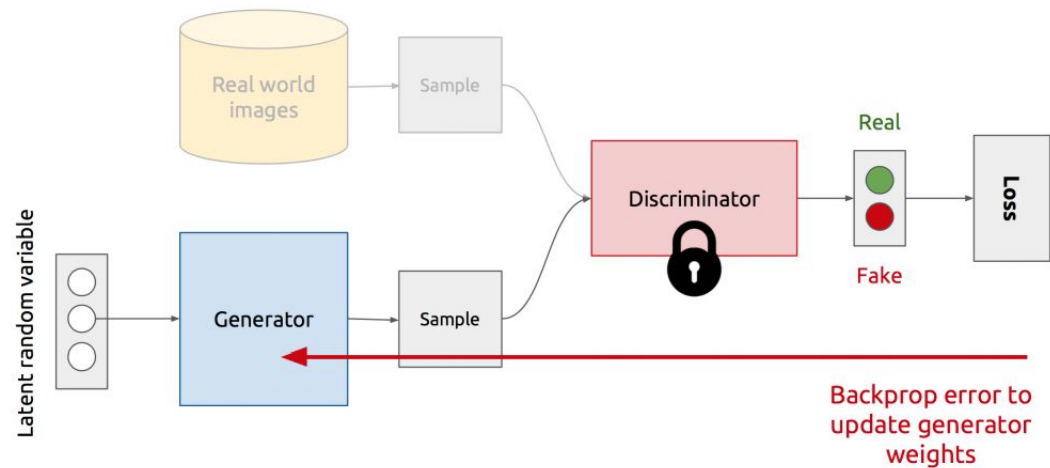 Real world
images
Sample
Real
Discriminator
Loss
Fake
Latent random variable
Generator
Sample
Backprop error to
update generator
weights